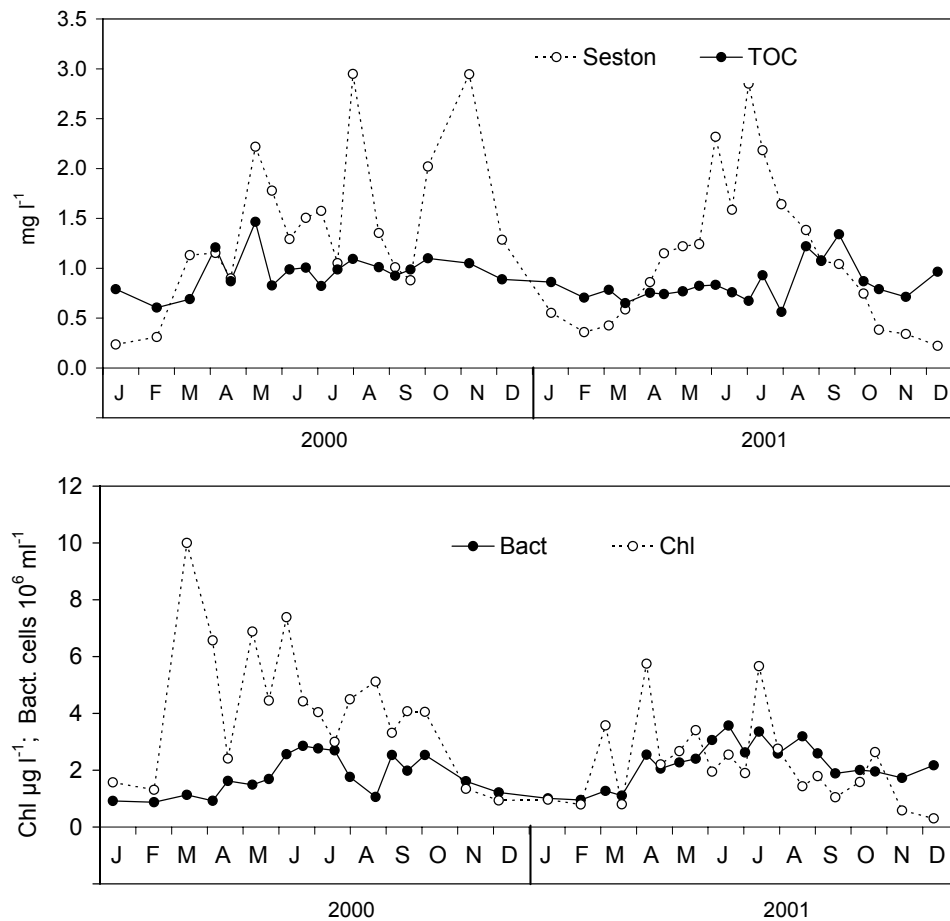 3.5
3.0
2.5
2.0
1.5
1.0
0.5
0.0
mg l⁻¹
Seston TOC
J F M A M J J A S O N D J F M A M J J A S O N D
2000 2001
12
10
8
6
4
2
0
Chl µg l⁻¹; Bact. cells 10⁶ ml⁻¹
Bact Chl
J F M A M J J A S O N D J F M A M J J A S O N D
2000 2001